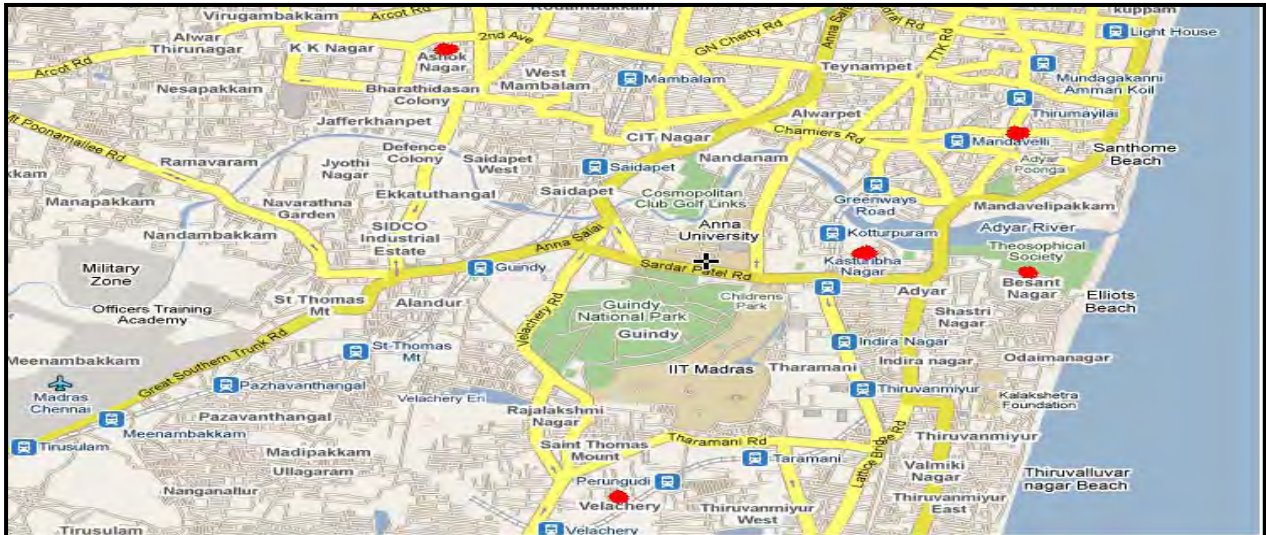 Virugambakkam
Arcot Rd
kuppam
Alwar
Thirunagar
K K Nagar
2nd Ave
Ashok
Nagar
GN Chetty Rd
Anna Salai
TTK Rd
Light House
Arcot Rd
Nesapakkam
Bharathidasan
Colony
West
Mambalam
Mambalam
Teynampet
Mundagakanni
Amman Koil
Jafferkhanpet
Alwarpet
Thirumayilai
Mt Poonamallee Rd
CIT Nagar
Chamiers Rd
Mandavelli
Santhome
Beach
Ramavaram
Jyothi
Nagar
Defence
Colony
Saidapet
West
Saidapet
Nandanam
Adyar
Poonga
kkam
Manapakkam
Navarathna
Garden
Ekkatuthangal
Saidapet
Cosmopolitan
Club Golf Links
Greenways
Road
Mandavelipakkam
Nandambakkam
SIDCO
Industrial
Estate
Anna Salai
Anna
University
Kotturpuram
Adyar River
Theosophical
Society
Military
Zone
Guindy
Sardar Patel Rd
Kasturibha
Nagar
Besant
Nagar
Officers Training
Academy
St Thomas
Mt
Alandur
Velachery Rd
Guindy
National Park
Guindy
Childrens
Park
Adyar
Elliots
Beach
Shastri
Nagar
Meenambakkam
Great Southern Trunk Rd
St-Thomas
Mt
IIT Madras
Tharamani
Indira Nagar
Indira nagar
Odaimanagar
Madras
Chennai
Pazhavanthangal
Velachery Eri
Thiruvanmiyur
Kalakshetra
Foundation
Pazavanthangal
Rajalakshmi
Nagar
Meenambakkam
Tirusulam
Madipakkam
Saint Thomas
Mount
Tharamani Rd
Lattice Bridge Rd
Thiruvanmiyur
Ullagaram
Taramani
Valmiki
Nagar
Thiruvalluvar
nagar Beach
Nanganallur
Perungudi
Velachery
Thiruvanmiyur
West
Thiruvanmiyur
East
Tirusulam
Velachery